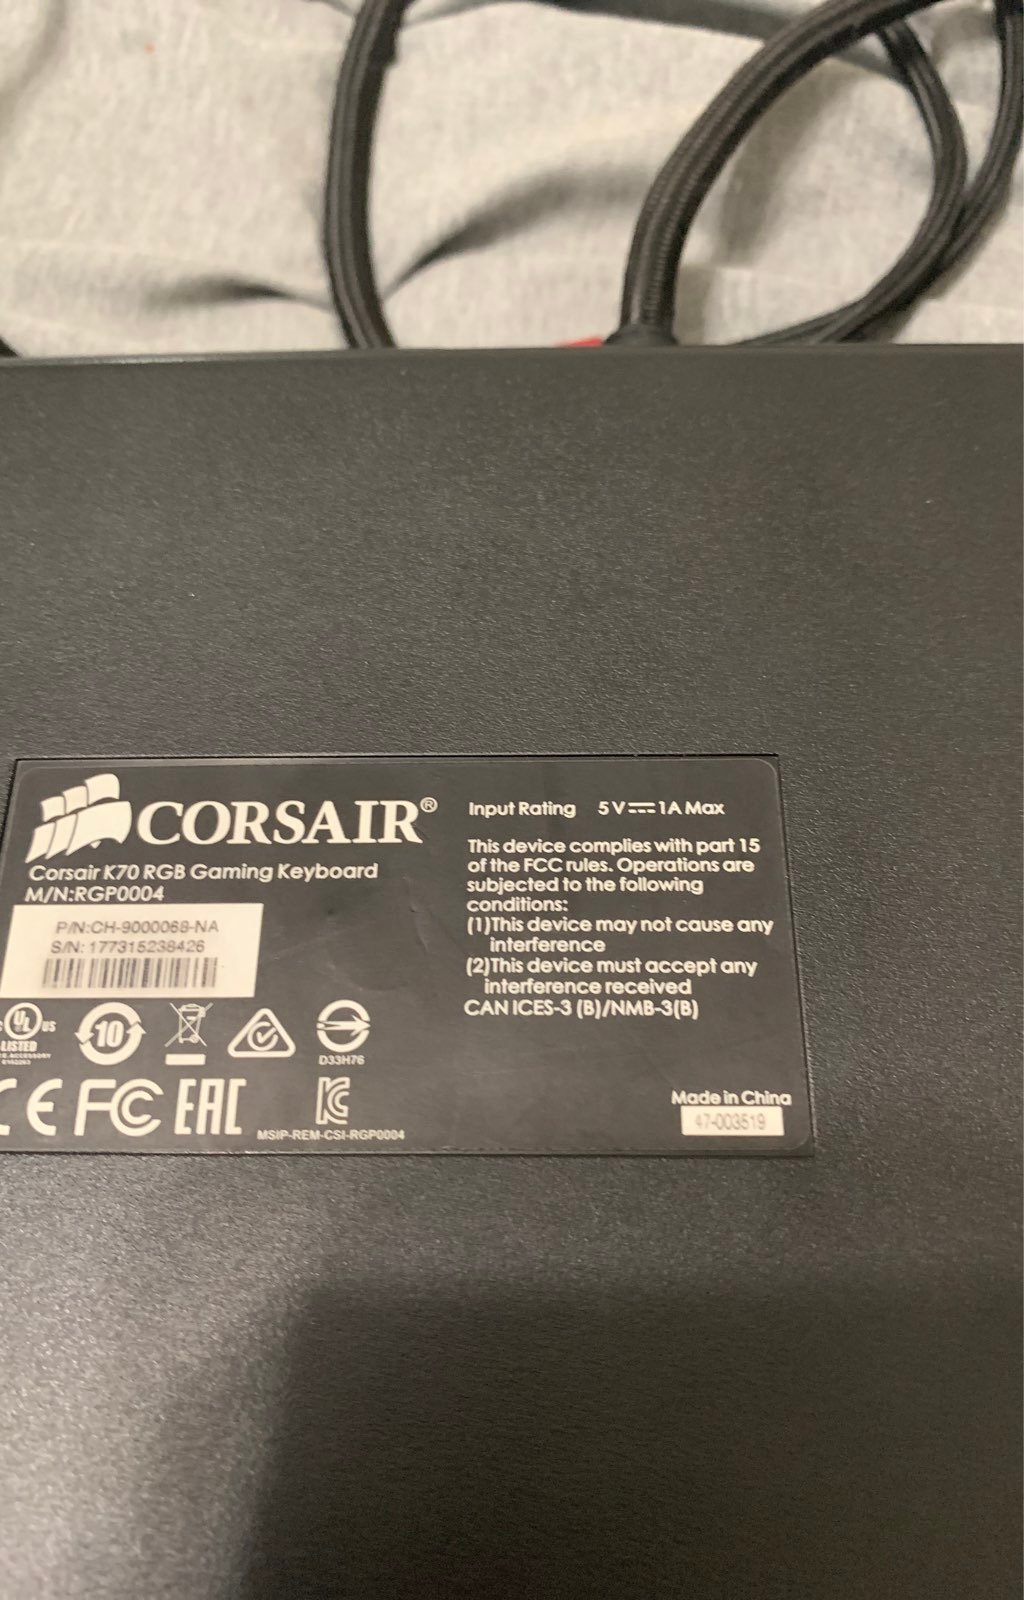 CORSAIR®
Corsair K70 RGB Gaming Keyboard
M/N:RGP0004
P/N:CH-9000068-NA
S/N: 177315238426
UL US
LISTED
10
D33H76
CE FC EAC
MSIP-REM-CSI-RGP0004
Input Rating 5V⎓1A Max
This device complies with part 15
of the FCC rules. Operations are
subjected to the following
conditions:
(1)This device may not cause any
interference
(2)This device must accept any
interference received
CAN ICES-3 (B)/NMB-3(B)
Made in China
47-003519